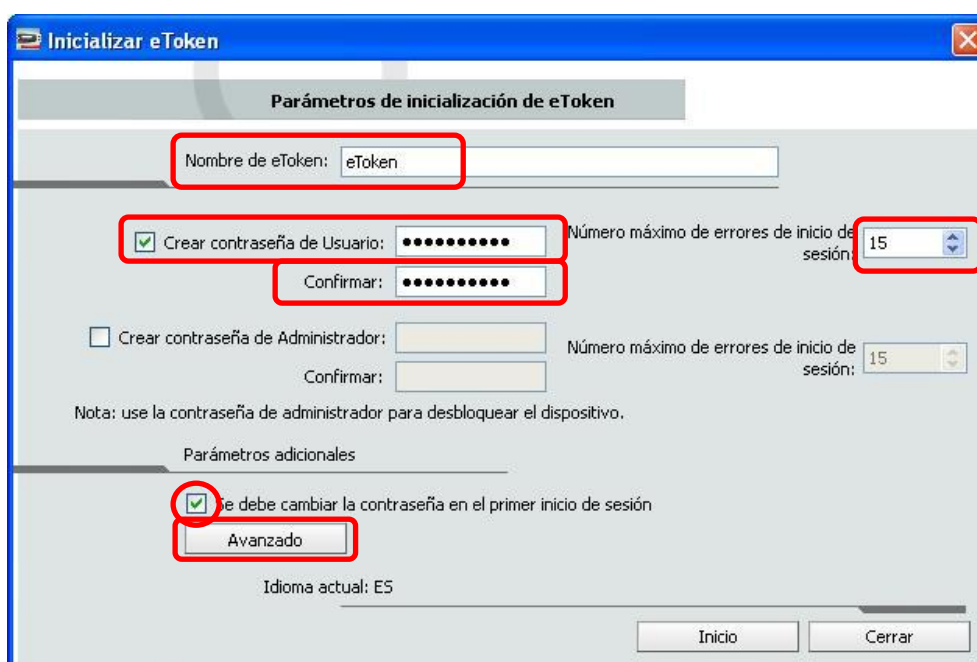 Inicializar eToken
Parámetros de inicialización de eToken
Nombre de eToken: eToken
Crear contraseña de Usuario: ●●●●●●●●●●
Número máximo de errores de inicio de
sesión: 15
Confirmar: ●●●●●●●●●●
Crear contraseña de Administrador:
Número máximo de errores de inicio de
sesión: 15
Confirmar:
Nota: use la contraseña de administrador para desbloquear el dispositivo.
Parámetros adicionales
Se debe cambiar la contraseña en el primer inicio de sesión
Avanzado
Idioma actual: ES
Inicio
Cerrar